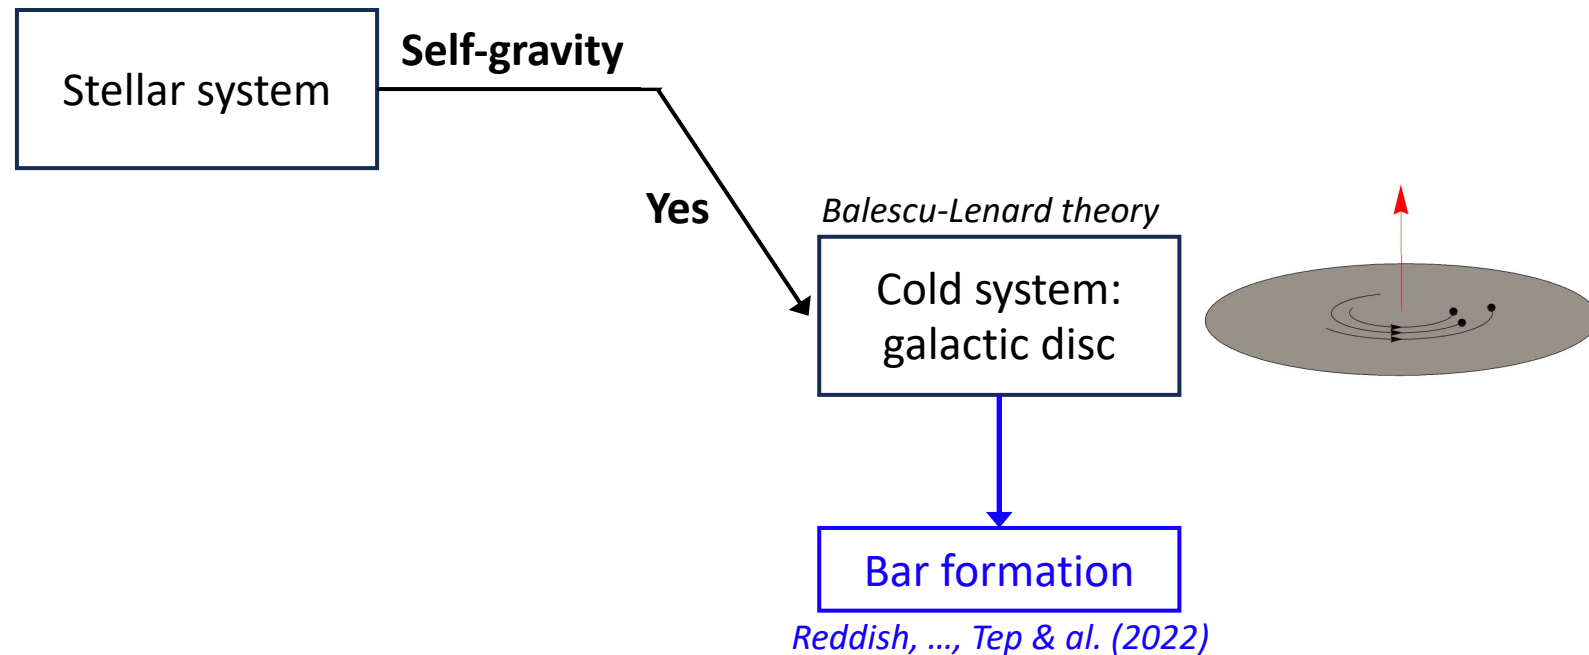 Stellar system
Self-gravity
Yes
Balescu-Lenard theory
Cold system:
galactic disc
Bar formation
Reddish, ..., Tep & al. (2022)